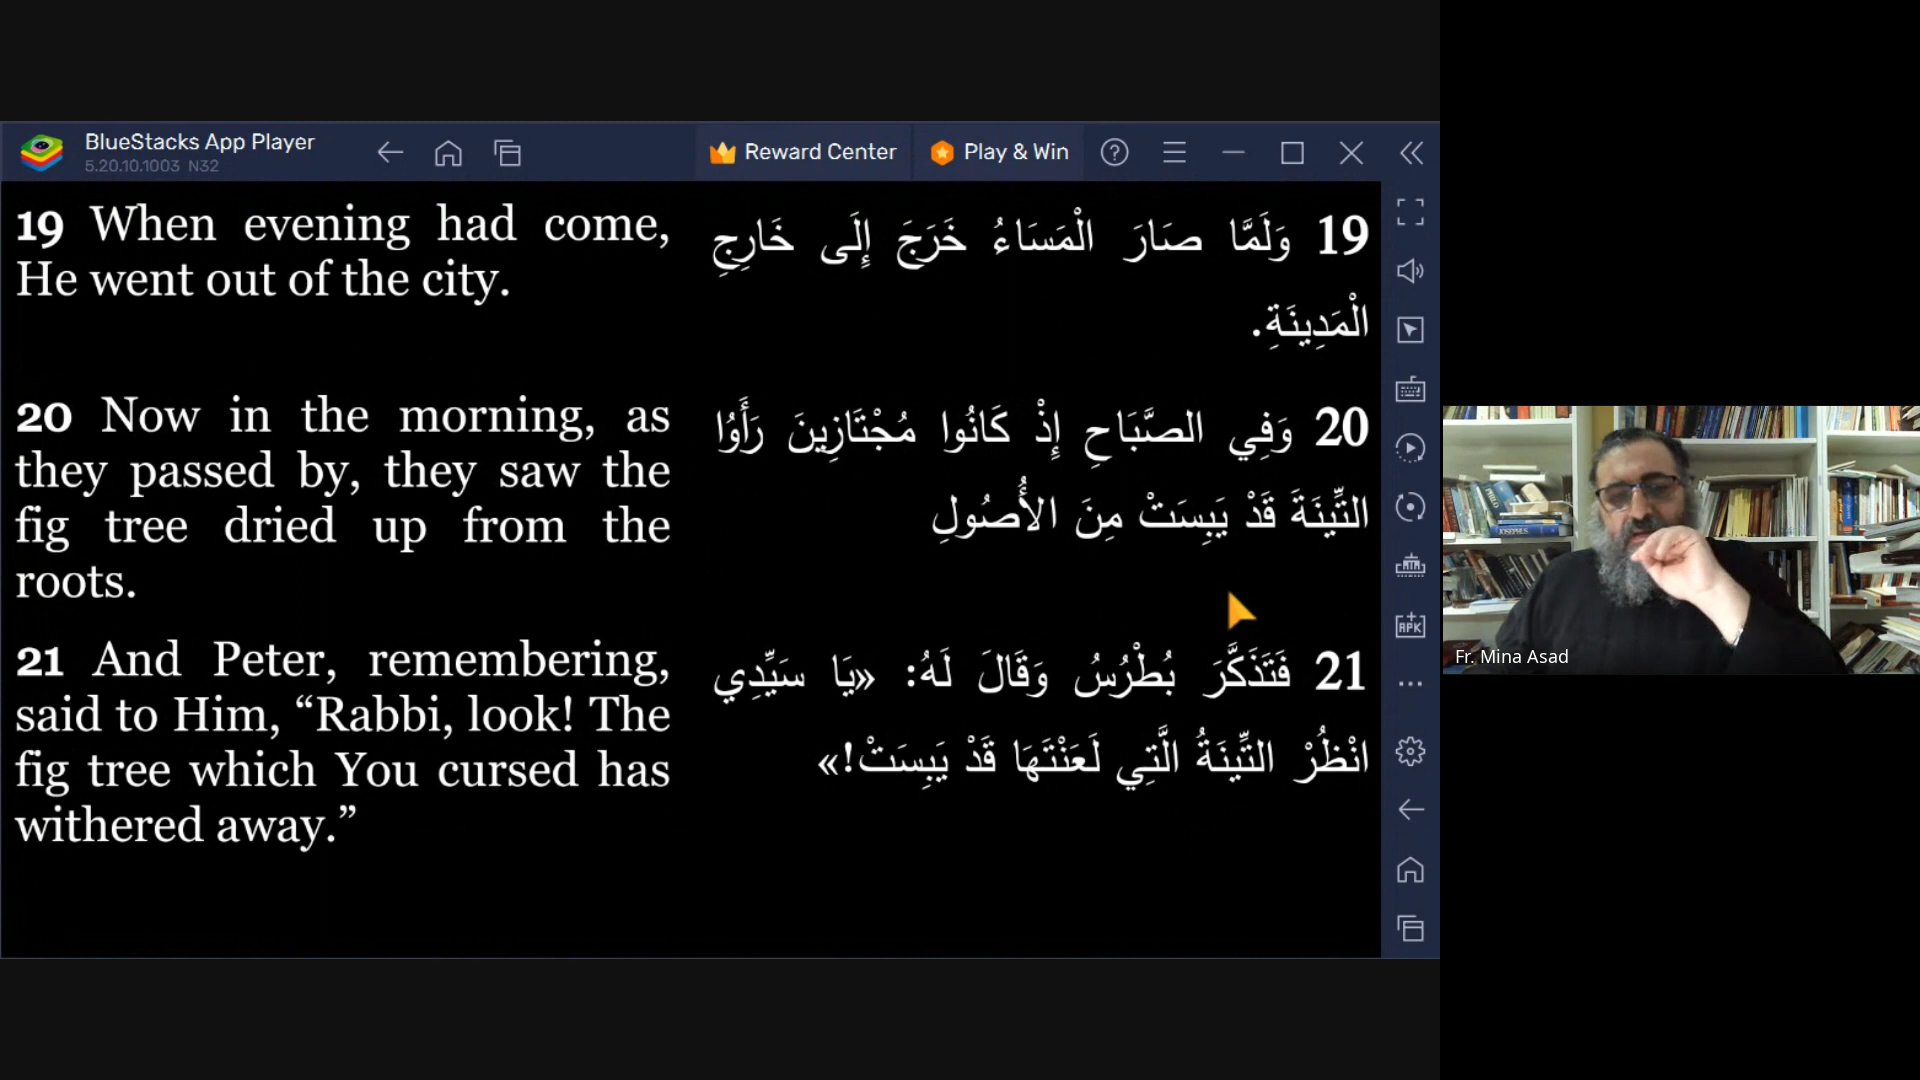 BlueStacks App Player
5.20.10.1003 N32
Reward Center
Play & Win
19 When evening had come,
He went out of the city.
19 وَلَمَّا صَارَ الْمَسَاءُ خَرَجَ إِلَى خَارِجِ
الْمَدِينَةِ.
20 Now in the morning, as
they passed by, they saw the
fig tree dried up from the
roots.
20 وَفِي الصَّبَاحِ إِذْ كَانُوا مُجْتَازِينَ رَأَوُا
التِّينَةَ قَدْ يَبِسَتْ مِنَ الأُصُولِ
21 And Peter, remembering,
said to Him, “Rabbi, look! The
fig tree which You cursed has
withered away.”
21 فَتَذَكَّرَ بُطْرُسُ وَقَالَ لَهُ: «يَا سَيِّدِي
انْظُرْ التِّينَةُ الَّتِي لَعَنْتَهَا قَدْ يَبِسَتْ!»
APK
JOSEPHUS
Fr. Mina Asad